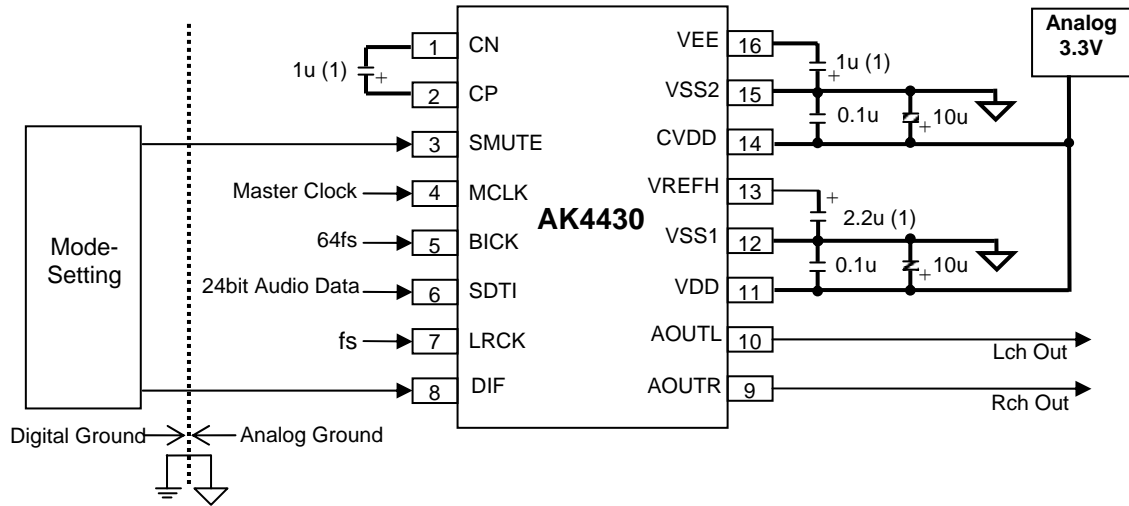 1u (1)
+
1
CN
2
CP
3
SMUTE
Master Clock
4
MCLK
64fs
5
BICK
24bit Audio Data
6
SDTI
fs
7
LRCK
8
DIF
Mode-
Setting
Digital Ground
Analog Ground
AK4430
VEE
16
1u (1)
+
VSS2
15
0.1u
+
10u
CVDD
14
VREFH
13
+
2.2u (1)
VSS1
12
0.1u
+
10u
VDD
11
AOUTL
10
Lch Out
AOUTR
9
Rch Out
Analog
3.3V